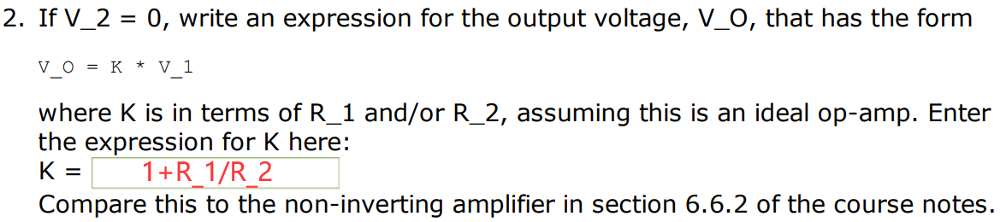 2. If V_2 = 0, write an expression for the output voltage, V_O, that has the form
V_O = K * V_1
where K is in terms of R_1 and/or R_2, assuming this is an ideal op-amp. Enter
the expression for K here:
K = 1+R_1/R_2
Compare this to the non-inverting amplifier in section 6.6.2 of the course notes.